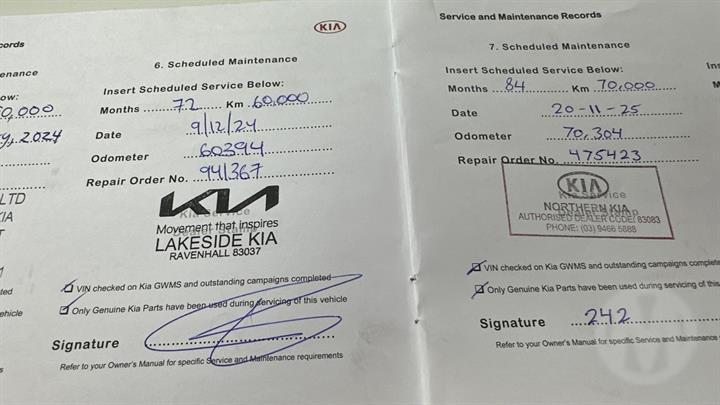 cords
enance
ow:
2024
LTD
KIA
6. Scheduled Maintenance
Insert Scheduled Service Below:
Months 72 Km 60,000
Date 9/12/24
Odometer 60394
Repair Order No. 941367
KIA
Kia Service
Dealer Stamp
Movement that inspires
LAKESIDE KIA
RAVENHALL 83037
VIN checked on Kia GWMS and outstanding campaigns completed
Only Genuine Kia Parts have been used during servicing of this vehicle
Signature
Refer to your Owner's Manual for specific Service and Maintenance requirements
KIA
Service and Maintenance Records
7. Scheduled Maintenance
Insert Scheduled Service Below:
Months 84 Km 70,000
Date 20-11-25
Odometer 70,304
Repair Order No. 475423
KIA
Kia Service
Dealer Stamp
NORTHERN KIA
AUTHORISED DEALER CODE: 83083
PHONE: (03) 9466 5888
VIN checked on Kia GWMS and outstanding campaigns complete
Only Genuine Kia Parts have been used during servicing of this
Signature 242
Refer to your Owner's Manual for specific Service and Maintenance